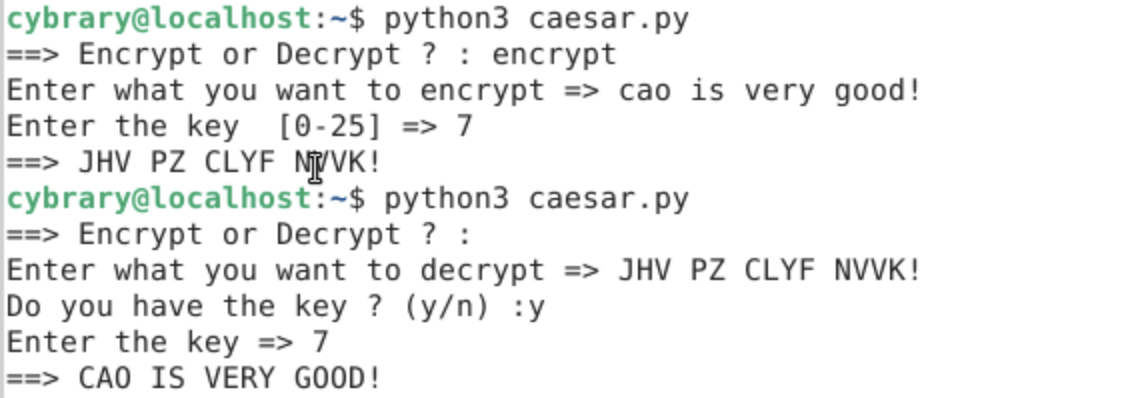 cybrary@localhost:~$ python3 caesar.py
==> Encrypt or Decrypt ? : encrypt
Enter what you want to encrypt => cao is very good!
Enter the key  [0-25] => 7
==> JHV PZ CLYF NVVK!
cybrary@localhost:~$ python3 caesar.py
==> Encrypt or Decrypt ? :
Enter what you want to decrypt => JHV PZ CLYF NVVK!
Do you have the key ? (y/n) :y
Enter the key => 7
==> CAO IS VERY GOOD!